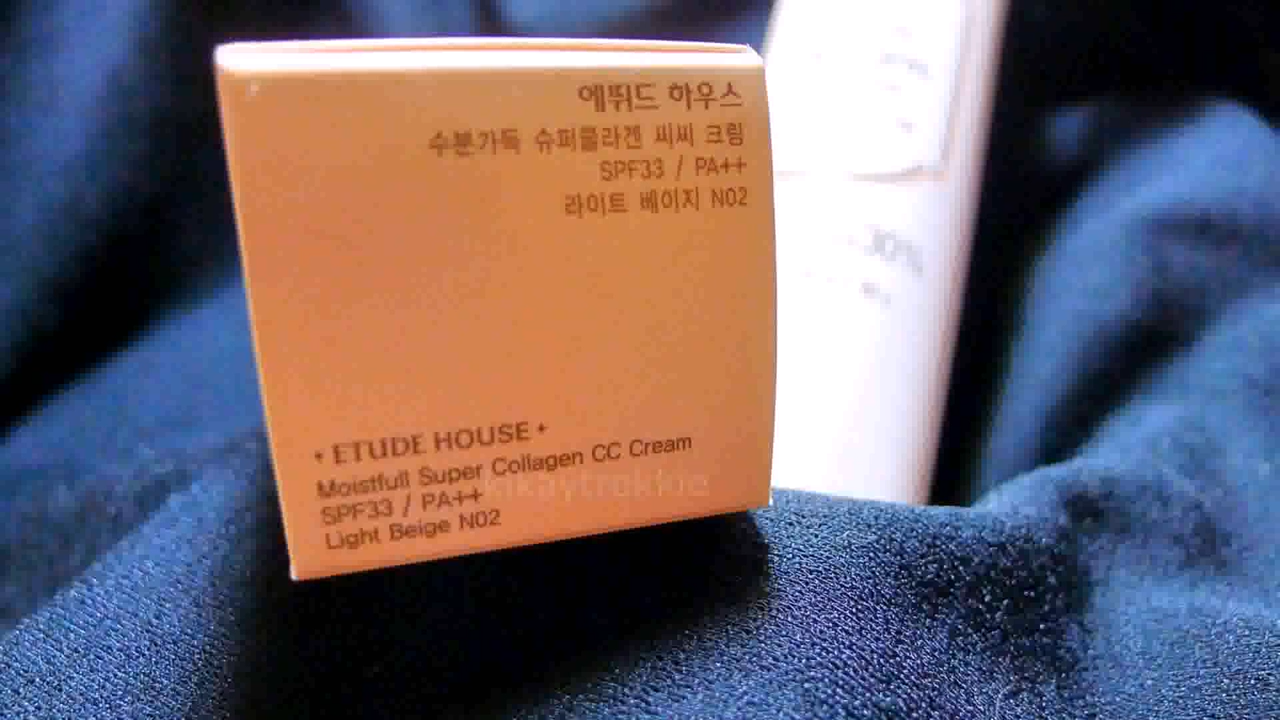 에뛰드 하우스
수분가득 슈퍼콜라겐 씨씨 크림
SPF33 / PA++
라이트 베이지 N02
ETUDE HOUSE
Moistfull Super Collagen CC Cream
SPF33 / PA++
Light Beige N02
kikaytrekkie